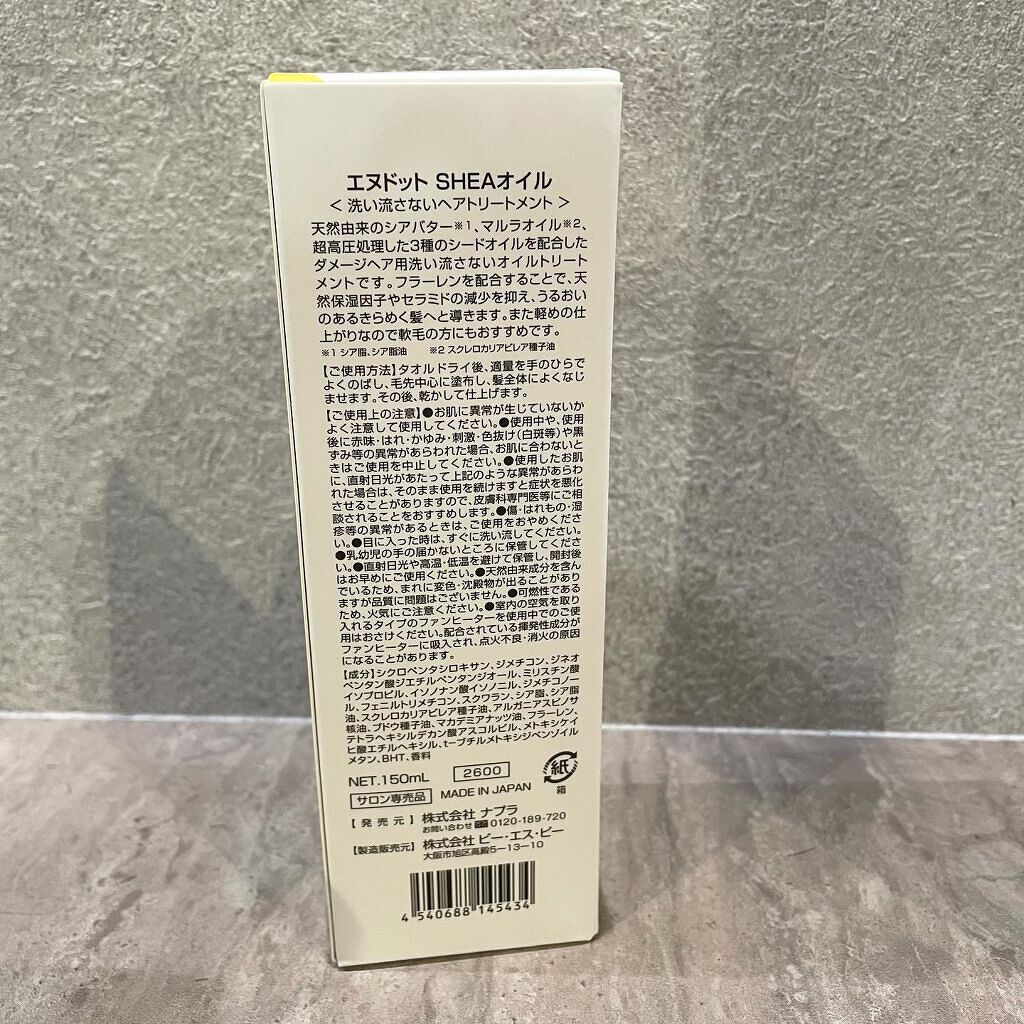 エヌドット SHEAオイル
< 洗い流さないヘアトリートメント >
天然由来のシアバター※1、マルラオイル※2、
超高圧処理した3種のシードオイルを配合した
ダメージヘア用洗い流さないオイルトリート
メントです。フラーレンを配合することで、天
然保湿因子やセラミドの減少を抑え、うるおい
のあるきらめく髪へと導きます。また軽めの仕
上がりなので軟毛の方にもおすすめです。
※1 シア脂、シア脂油 ※2 スクレロカリアビレア種子油
【ご使用方法】タオルドライ後、適量を手のひらで
よくのばし、毛先中心に塗布し、髪全体によくなじ
ませます。その後、乾かして仕上げます。
【ご使用上の注意】●お肌に異常が生じていないか
よく注意して使用してください。●使用中や、使用
後に赤味・はれ・かゆみ・刺激・色抜け(白斑等)や黒
ずみ等の異常があらわれた場合、お肌に合わないと
きはご使用を中止してください。●使用したお肌
に、直射日光があたって上記のような異常があらわ
れた場合は、そのまま使用を続けますと症状を悪化
させることがありますので、皮膚科専門医等にご相
談されることをおすすめします。●傷・はれもの・湿
疹等の異常があるときは、ご使用をおやめくださ
い。●目に入った時は、すぐに洗い流してください。
●乳幼児の手の届かないところに保管してくださ
い。●直射日光や高温・低温を避けて保管し、開封後
はお早めにご使用ください。●天然由来成分を含ん
でいるため、まれに変色・沈殿物が出ることがあり
ますが品質に問題はございません。●可燃性である
ため、火気にご注意ください。●室内の空気を取り
入れるタイプのファンヒーターを使用中でのご使
用はおさけください。配合されている揮発性成分が
ファンヒーターに吸入され、点火不良・消火の原因
になることがあります。
【成分】シクロペンタシロキサン、ジメチコン、ジネオ
ペンタン酸ジエチルペンタンジオール、ミリスチン酸
イソプロピル、イソノナン酸イソノニル、ジメチコノー
ル、フェニルトリメチコン、スクワラン、シア脂、シア脂
油、スクレロカリアビレア種子油、アルガニアスピノサ
核油、ブドウ種子油、マカデミアナッツ油、フラーレン、
テトラヘキシルデカン酸アスコルビル、メトキシケイ
ヒ酸エチルヘキシル、t-ブチルメトキシジベンゾイル
メタン、BHT、香料
NET.150mL 2600 紙
サロン専売品 MADE IN JAPAN 箱
【発売元】株式会社 ナプラ
お問い合わせ 0120-189-720
【製造販売元】株式会社 ピー・エス・ピー
大阪市旭区高殿5-13-10
4 540688 145434